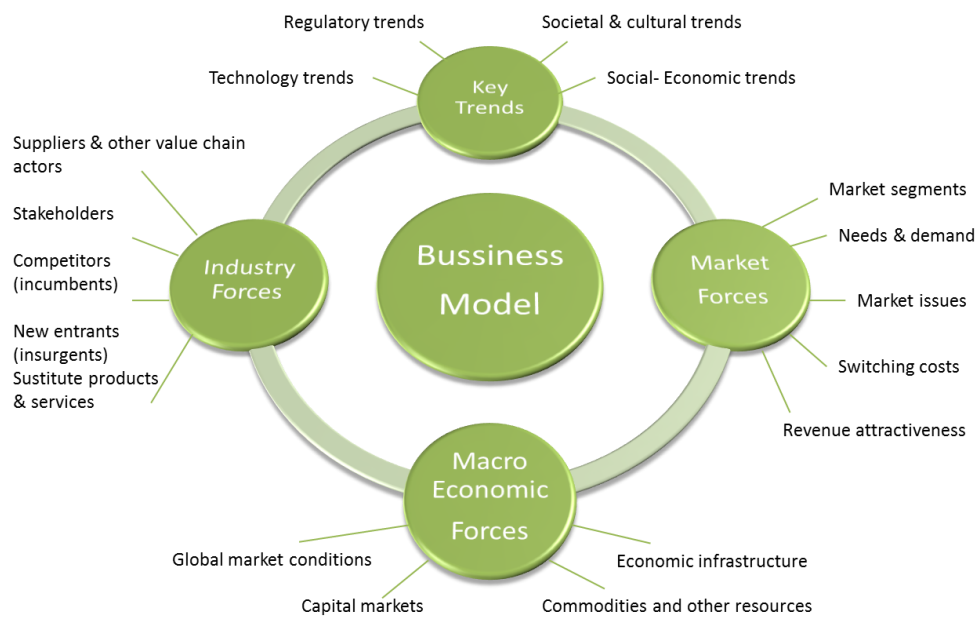 Regulatory trends
Societal & cultural trends
Technology trends
Social- Economic trends
Key
Trends
Suppliers & other value chain
actors
Stakeholders
Competitors
(incumbents)
New entrants
(insurgents)
Sustitute products
& services
Industry
Forces
Bussiness
Model
Market
Forces
Market segments
Needs & demand
Market issues
Switching costs
Revenue attractiveness
Macro
Economic
Forces
Global market conditions
Capital markets
Economic infrastructure
Commodities and other resources